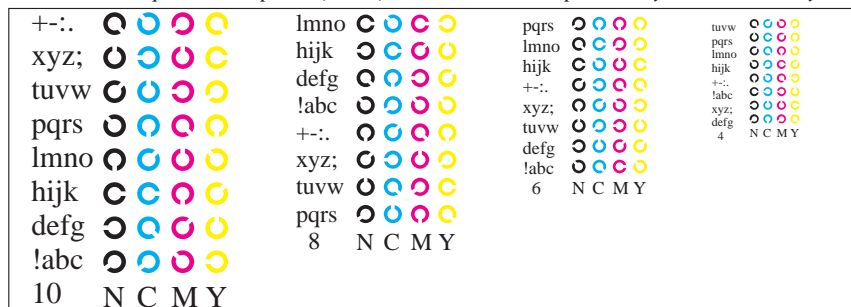 +-:.
xyz;
tuvw
pqrs
lmno
hijk
defg
!abc
10 N C M Y
lmno
hijk
defg
!abc
+-:.
xyz;
tuvw
pqrs
8 N C M Y
pqrs
lmno
hijk
+-:.
xyz;
tuvw
defg
!abc
6 N C M Y
tuvw
pqrs
lmno
hijk
+-:.
!abc
xyz;
defg
4 N C M Y